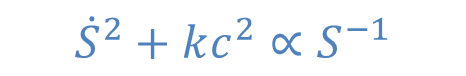 Ṡ² + kc² ∝ S⁻¹